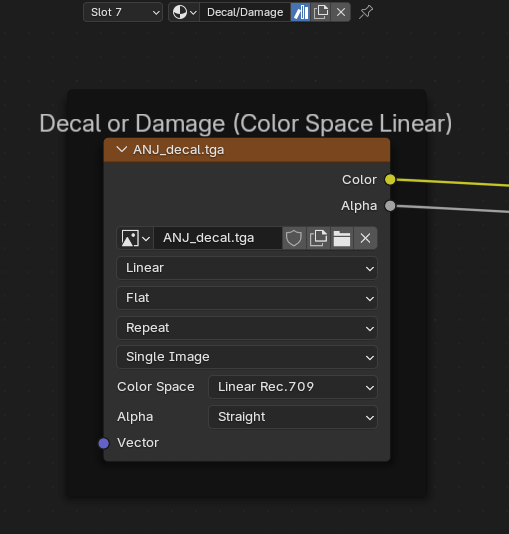 Slot 7 Decal/Damage
Decal or Damage (Color Space Linear)
ANJ_decal.tga
Color
Alpha
ANJ_decal.tga
Linear
Flat
Repeat
Single Image
Color Space Linear Rec.709
Alpha Straight
Vector